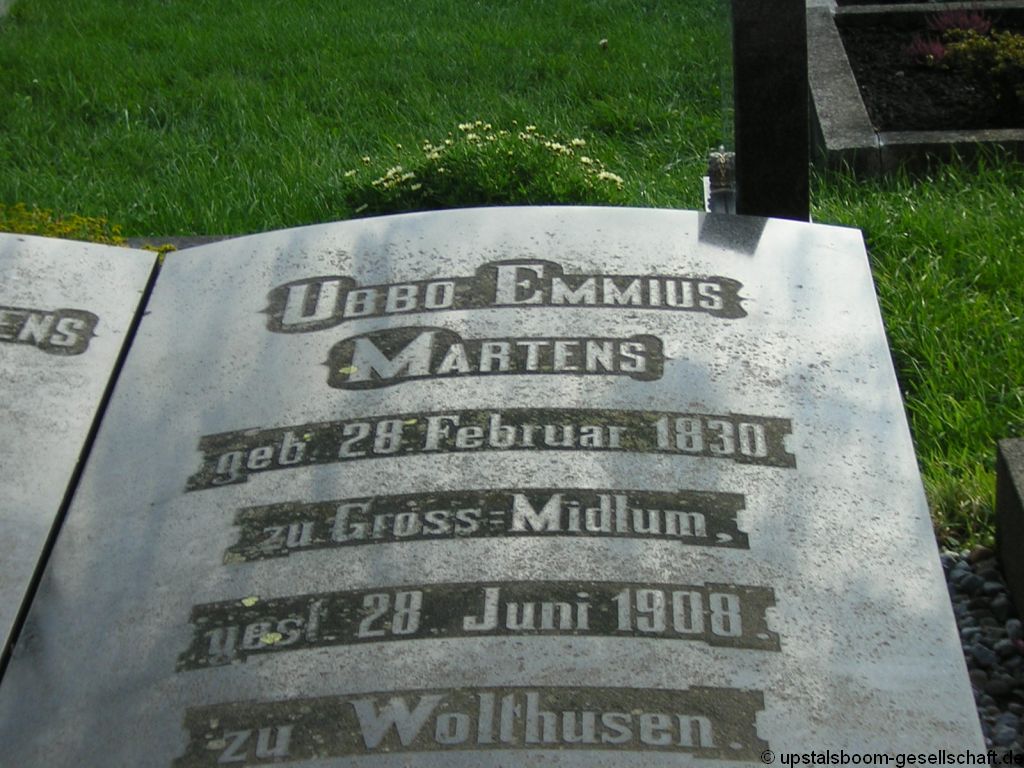 ENS
UBBO EMMIUS
MARTENS
geb. 28. Februar 1830.
zu Gross=Midlum,
gest. 28. Juni 1908.
zu Wolthusen.
© upstalsboom-gesellschaft.de